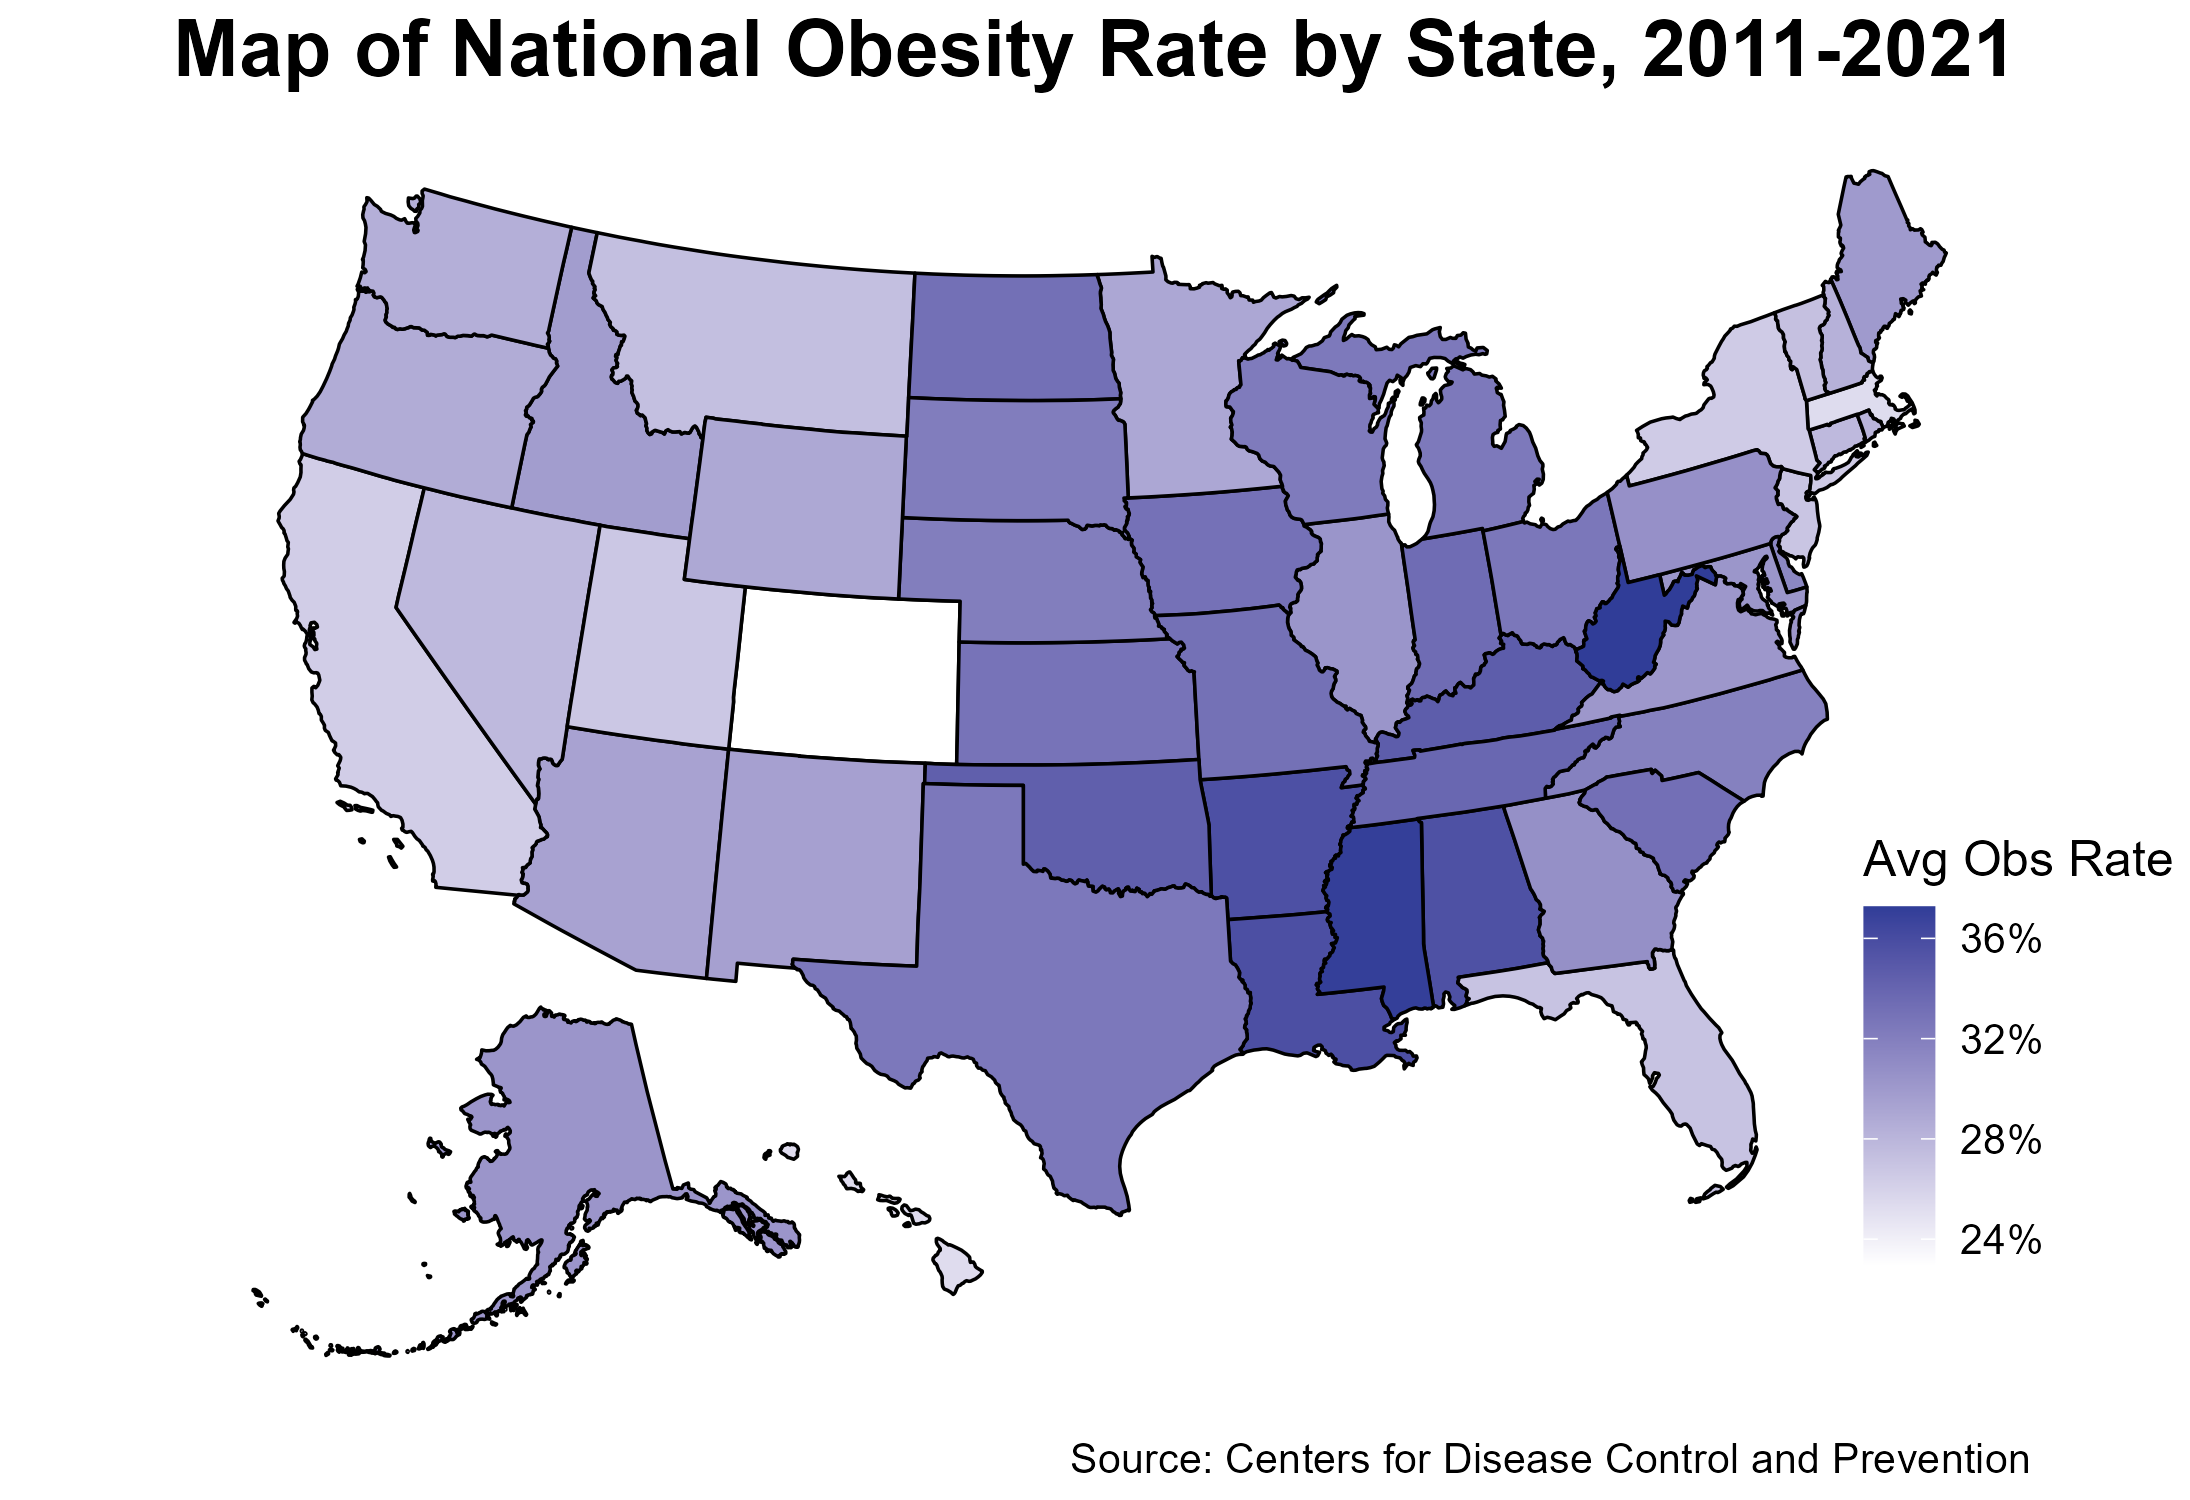 Map of National Obesity Rate by State, 2011-2021
Avg Obs Rate
36%
32%
28%
24%
Source: Centers for Disease Control and Prevention